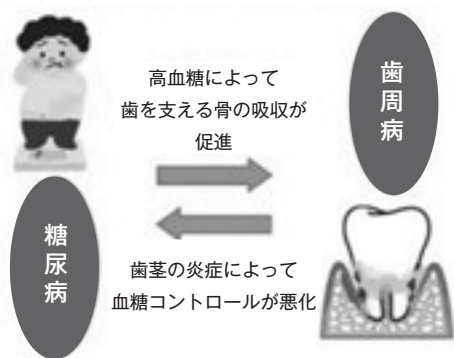 高血糖によって
歯を支える骨の吸収が
促進
歯周病
糖尿病
歯茎の炎症によって
血糖コントロールが悪化